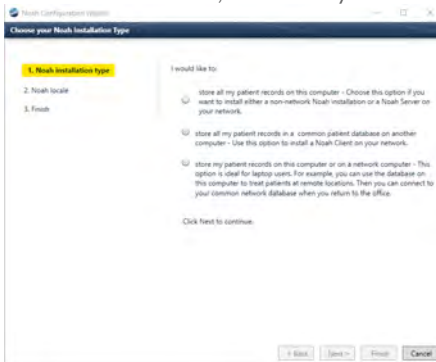 Noah Configuration Wizard
Choose your Noah Installation Type
1. Noah installation type
2. Noah locale
3. Finish
I would like to:
store all my patient records on this computer - Choose this option if you
want to install either a non-network Noah installation or a Noah Server on
your network.
store all my patient records in a common patient database on another
computer - Use this option to install a Noah Client on your network.
store my patient records on this computer or on a network computer - This
option is ideal for laptop users. For example, you can use the database on
this computer to treat patients at remote locations. Then you can connect to
your common network database when you return to the office.
Click Next to continue.
< Back Next > Finish Cancel